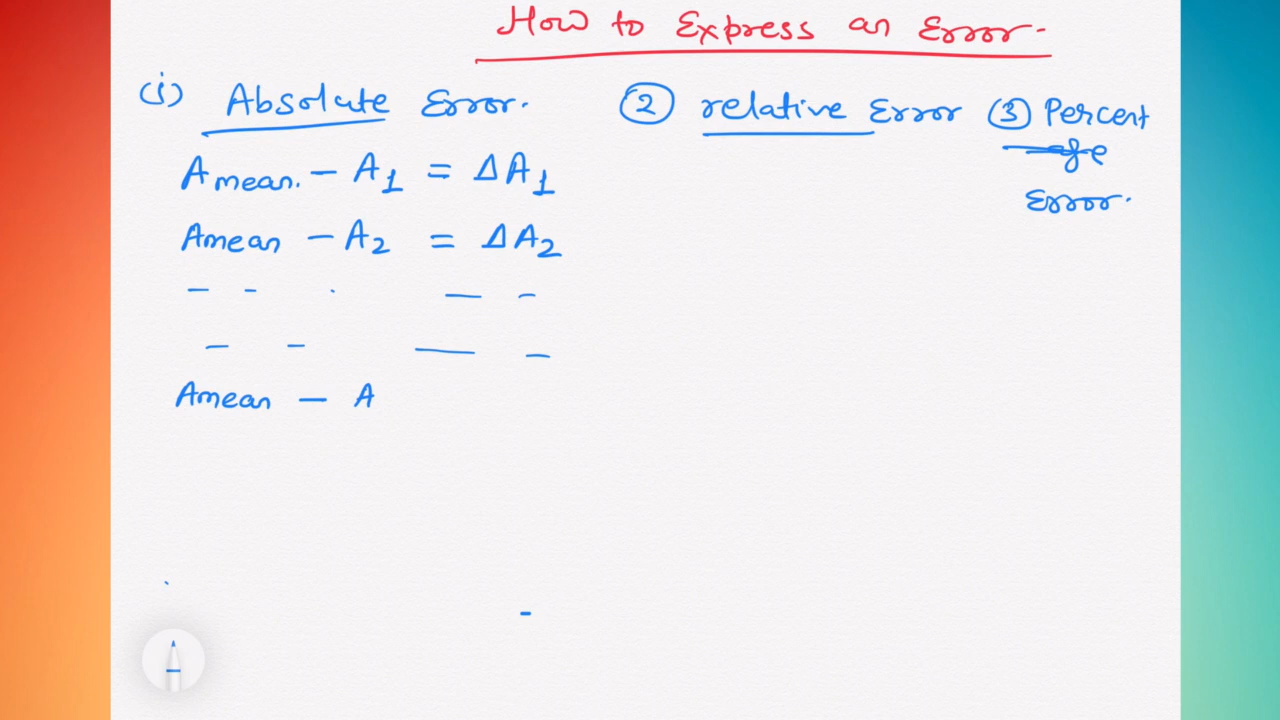 How to Express an Error.
(i) Absolute Error.
Amean. - A1 = ΔA1
Amean - A2 = ΔA2
- - . — -
- - — -
Amean - A
② relative Error
③ Percent
age
Error.